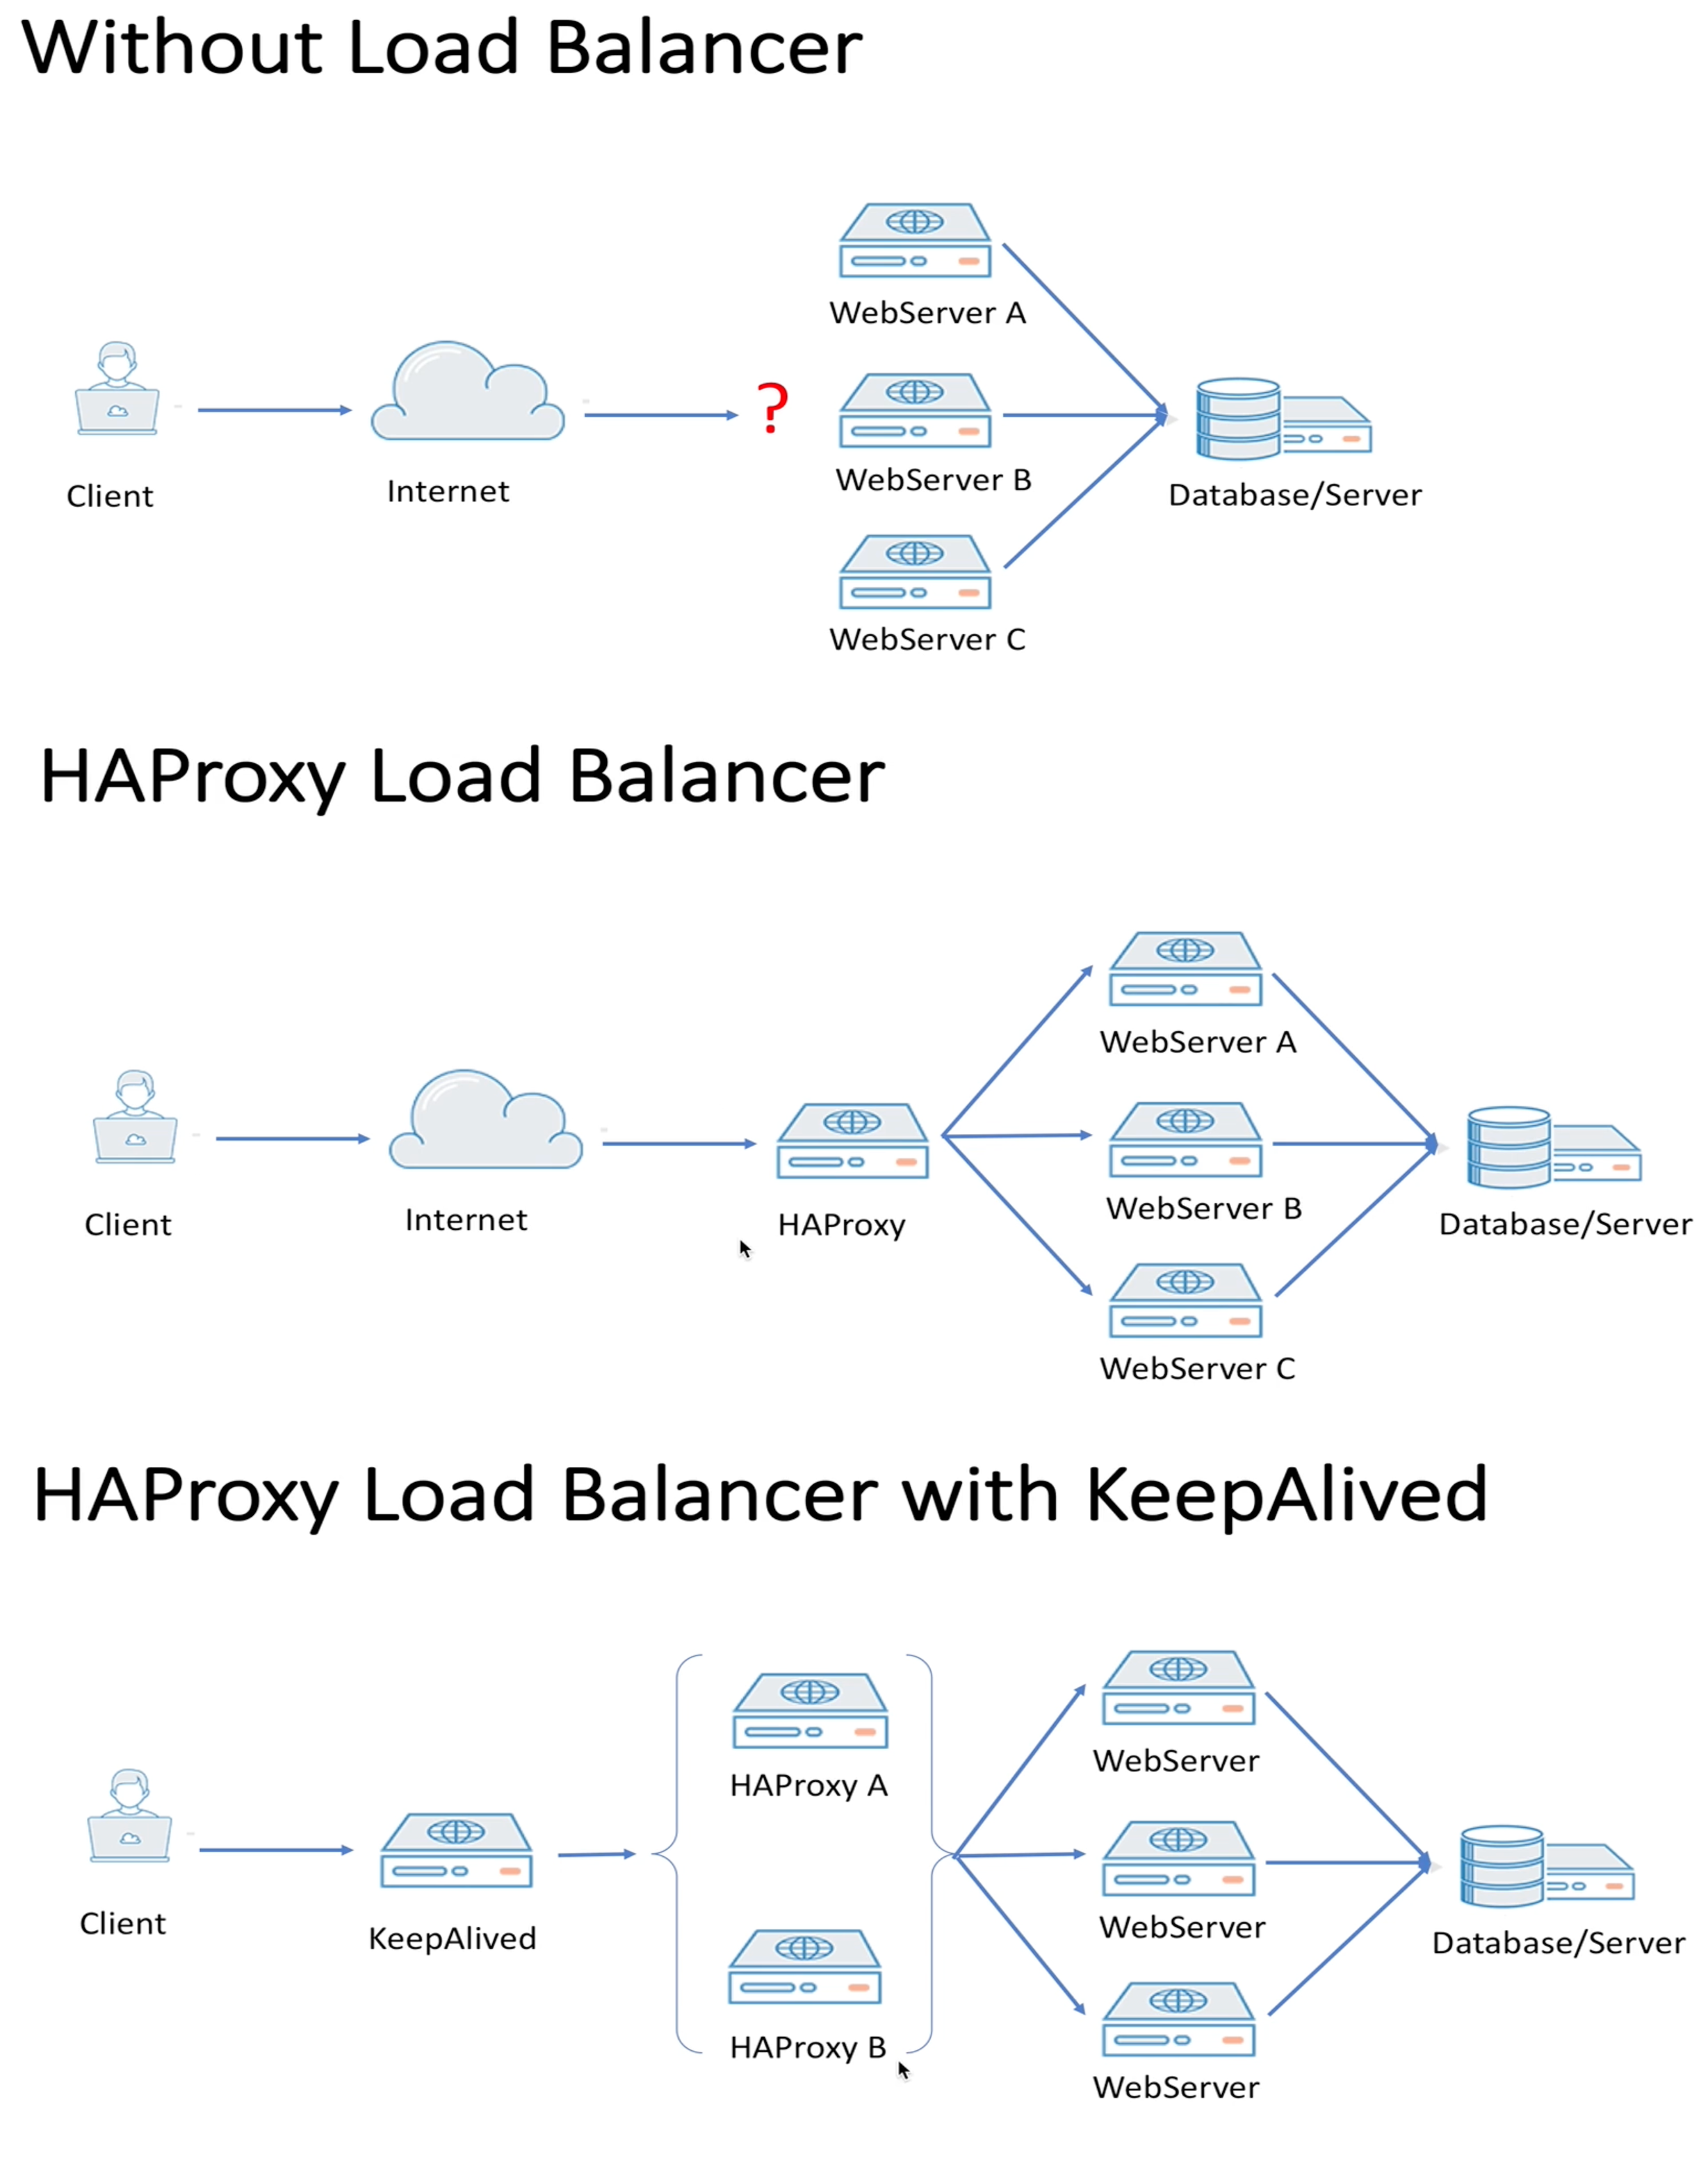 Without Load Balancer
WebServer A
?
WebServer B
Client
Internet
Database/Server
WebServer C
HAProxy Load Balancer
WebServer A
WebServer B
Client
Internet
HAProxy
Database/Server
WebServer C
HAProxy Load Balancer with KeepAlived
WebServer
HAProxy A
Client
KeepAlived
WebServer
Database/Server
HAProxy B
WebServer